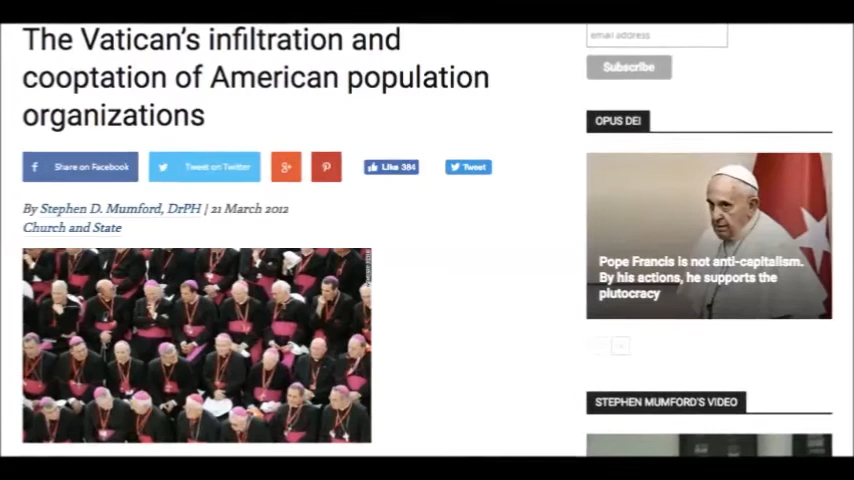 The Vatican's infiltration and
cooptation of American population
organizations
Share on Facebook
Tweet on Twitter
Like 384
Tweet
By Stephen D. Mumford, DrPH | 21 March 2012
Church and State
email address
Subscribe
OPUS DEI
Pope Francis is not anti-capitalism.
By his actions, he supports the
plutocracy
STEPHEN MUMFORD'S VIDEO